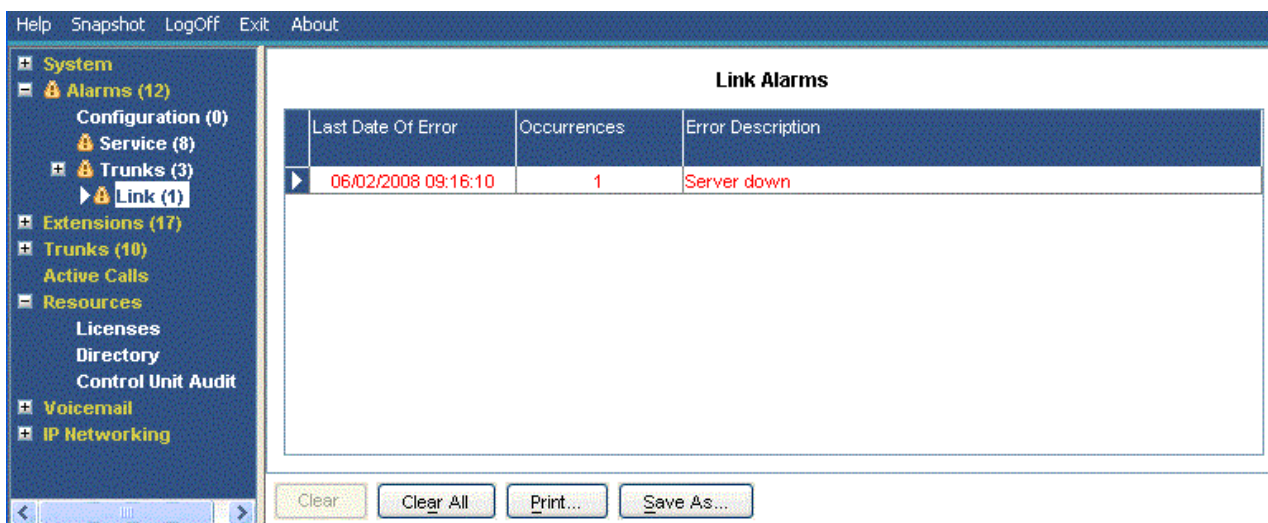 Help Snapshot LogOff Exit About
System
Alarms (12)
Configuration (0)
Service (8)
Trunks (3)
Link (1)
Extensions (17)
Trunks (10)
Active Calls
Resources
Licenses
Directory
Control Unit Audit
Voicemail
IP Networking
Link Alarms
Last Date Of Error Occurrences Error Description
06/02/2008 09:16:10 1 Server down
Clear Clear All Print... Save As...